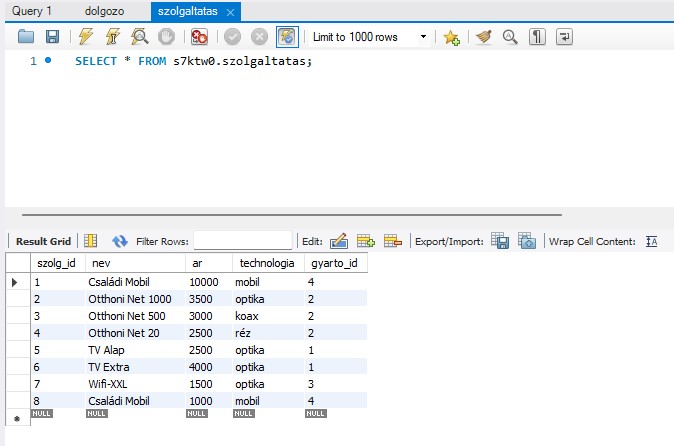 Query 1 dolgozo szolgaltatas
Limit to 1000 rows
1 SELECT * FROM s7ktw0.szolgaltatas;
Result Grid Filter Rows: Edit: Export/Import: Wrap Cell Content:
szolg_id nev ar technologia gyarto_id
1 Családi Mobil 10000 mobil 4
2 Otthoni Net 1000 3500 optika 2
3 Otthoni Net 500 3000 koax 2
4 Otthoni Net 20 2500 réz 2
5 TV Alap 2500 optika 1
6 TV Extra 4000 optika 1
7 Wifi-XXL 1500 optika 3
8 Családi Mobil 1000 mobil 4
NULL NULL NULL NULL NULL